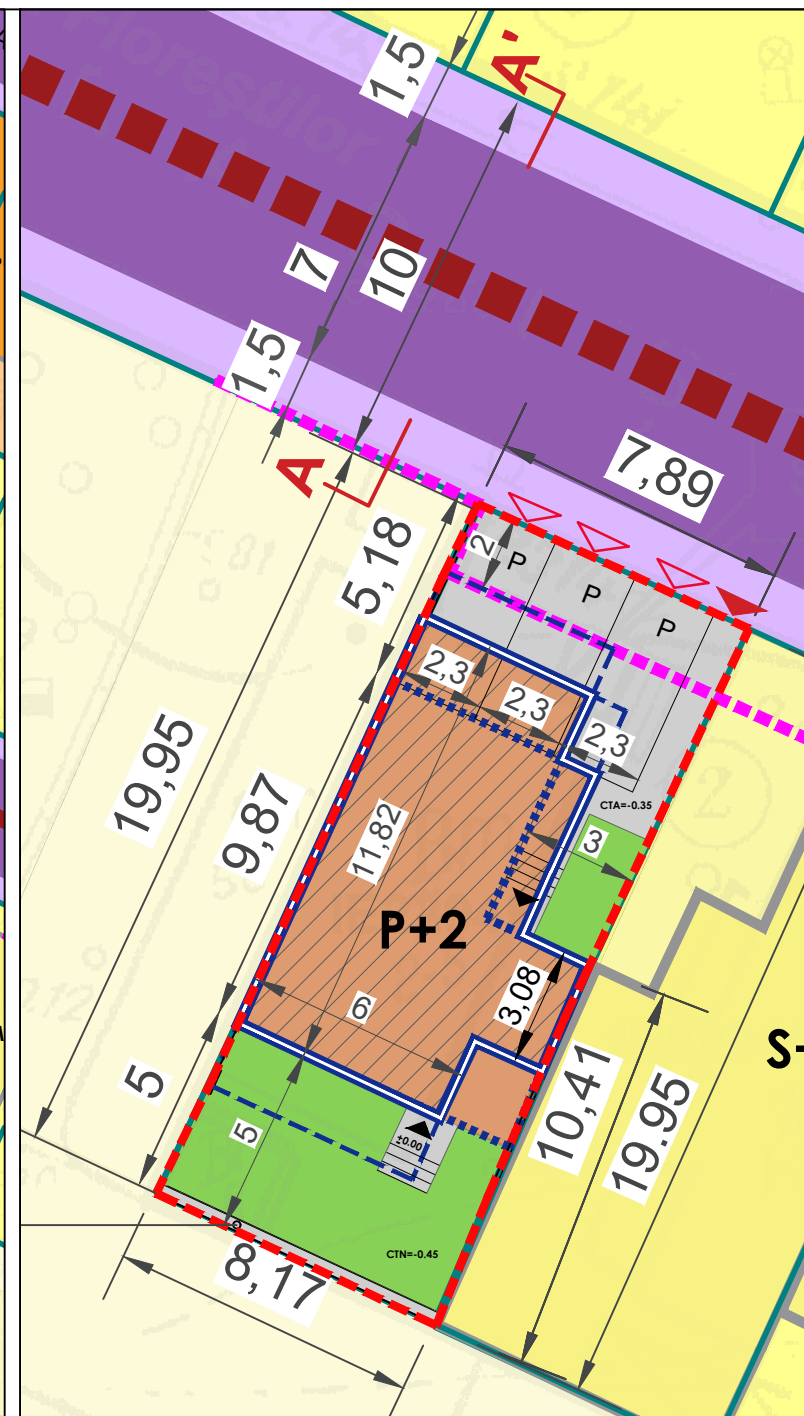 1,5
A'
Floreştilor
7
10
1,5
A
7,89
5,18
2
P
P
P
2,3
2,3
2,3
19,95
9,87
11,82
CTA=-0.35
3
2
P+2
3,08
6
S-
5
5
±0.00
10,41
19.95
CTN=-0.45
8,17